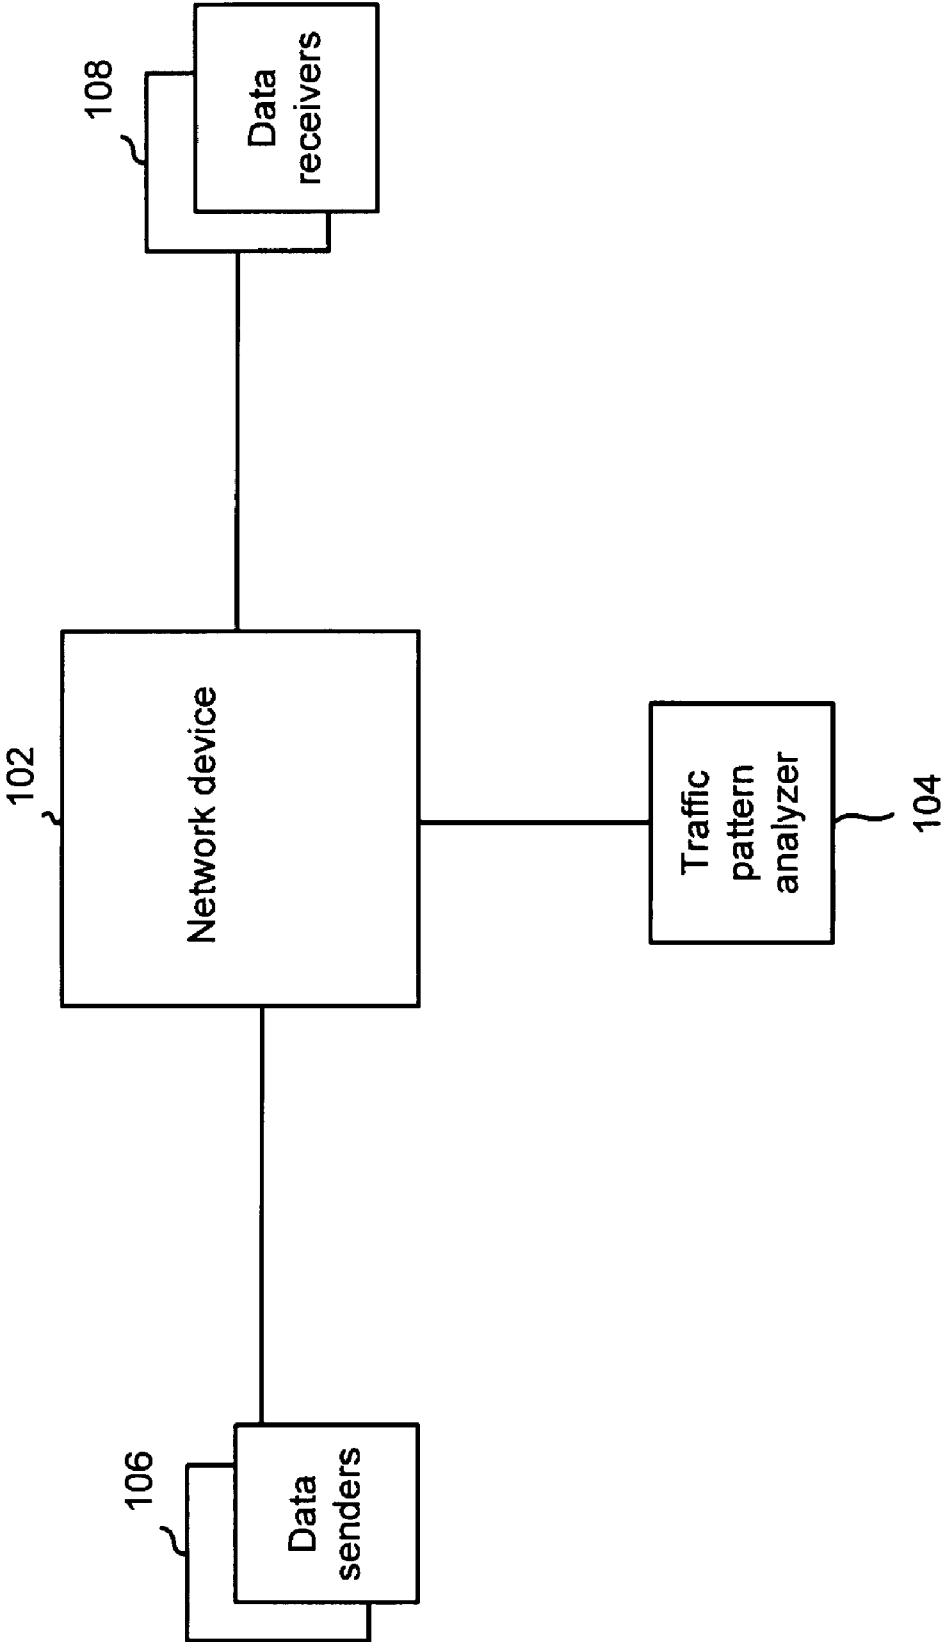 102
108
106
Network device
Data
receivers
Data
senders
Traffic
pattern
analyzer
104